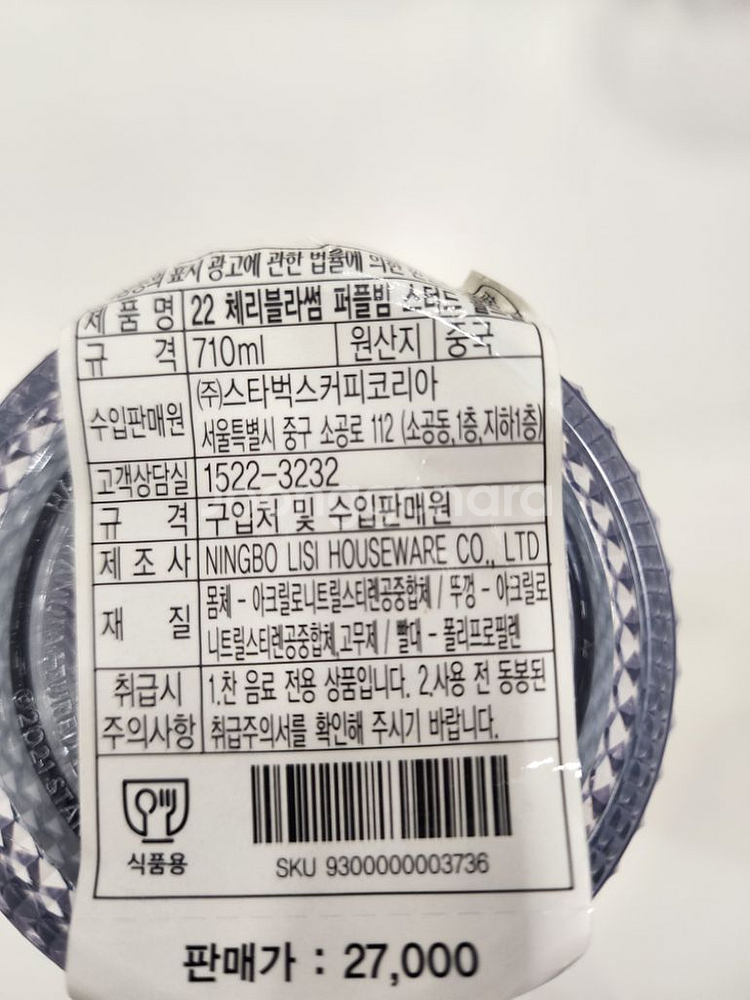 표시 광고에 관한 법률에 의한
제 품 명 22 체리블라썸 퍼플빔 스터드
규 격 710ml 원산지 중국
수입판매원 ㈜스타벅스커피코리아
서울특별시 중구 소공로 112 (소공동,1층,지하1층)
고객상담실 1522-3232
규 격 구입처 및 수입판매원
제 조 사 NINGBO LISI HOUSEWARE CO., LTD
재 질 몸체 - 아크릴로니트릴스티렌공중합체 / 뚜껑 - 아크릴로
니트릴스티렌공중합체,고무제 / 빨대 - 폴리프로필렌
취급시 주의사항 1.찬 음료 전용 상품입니다. 2.사용 전 동봉된
취급주의서를 확인해 주시기 바랍니다.
식품용
SKU 9300000003736
판매가 : 27,000
©2021 STA